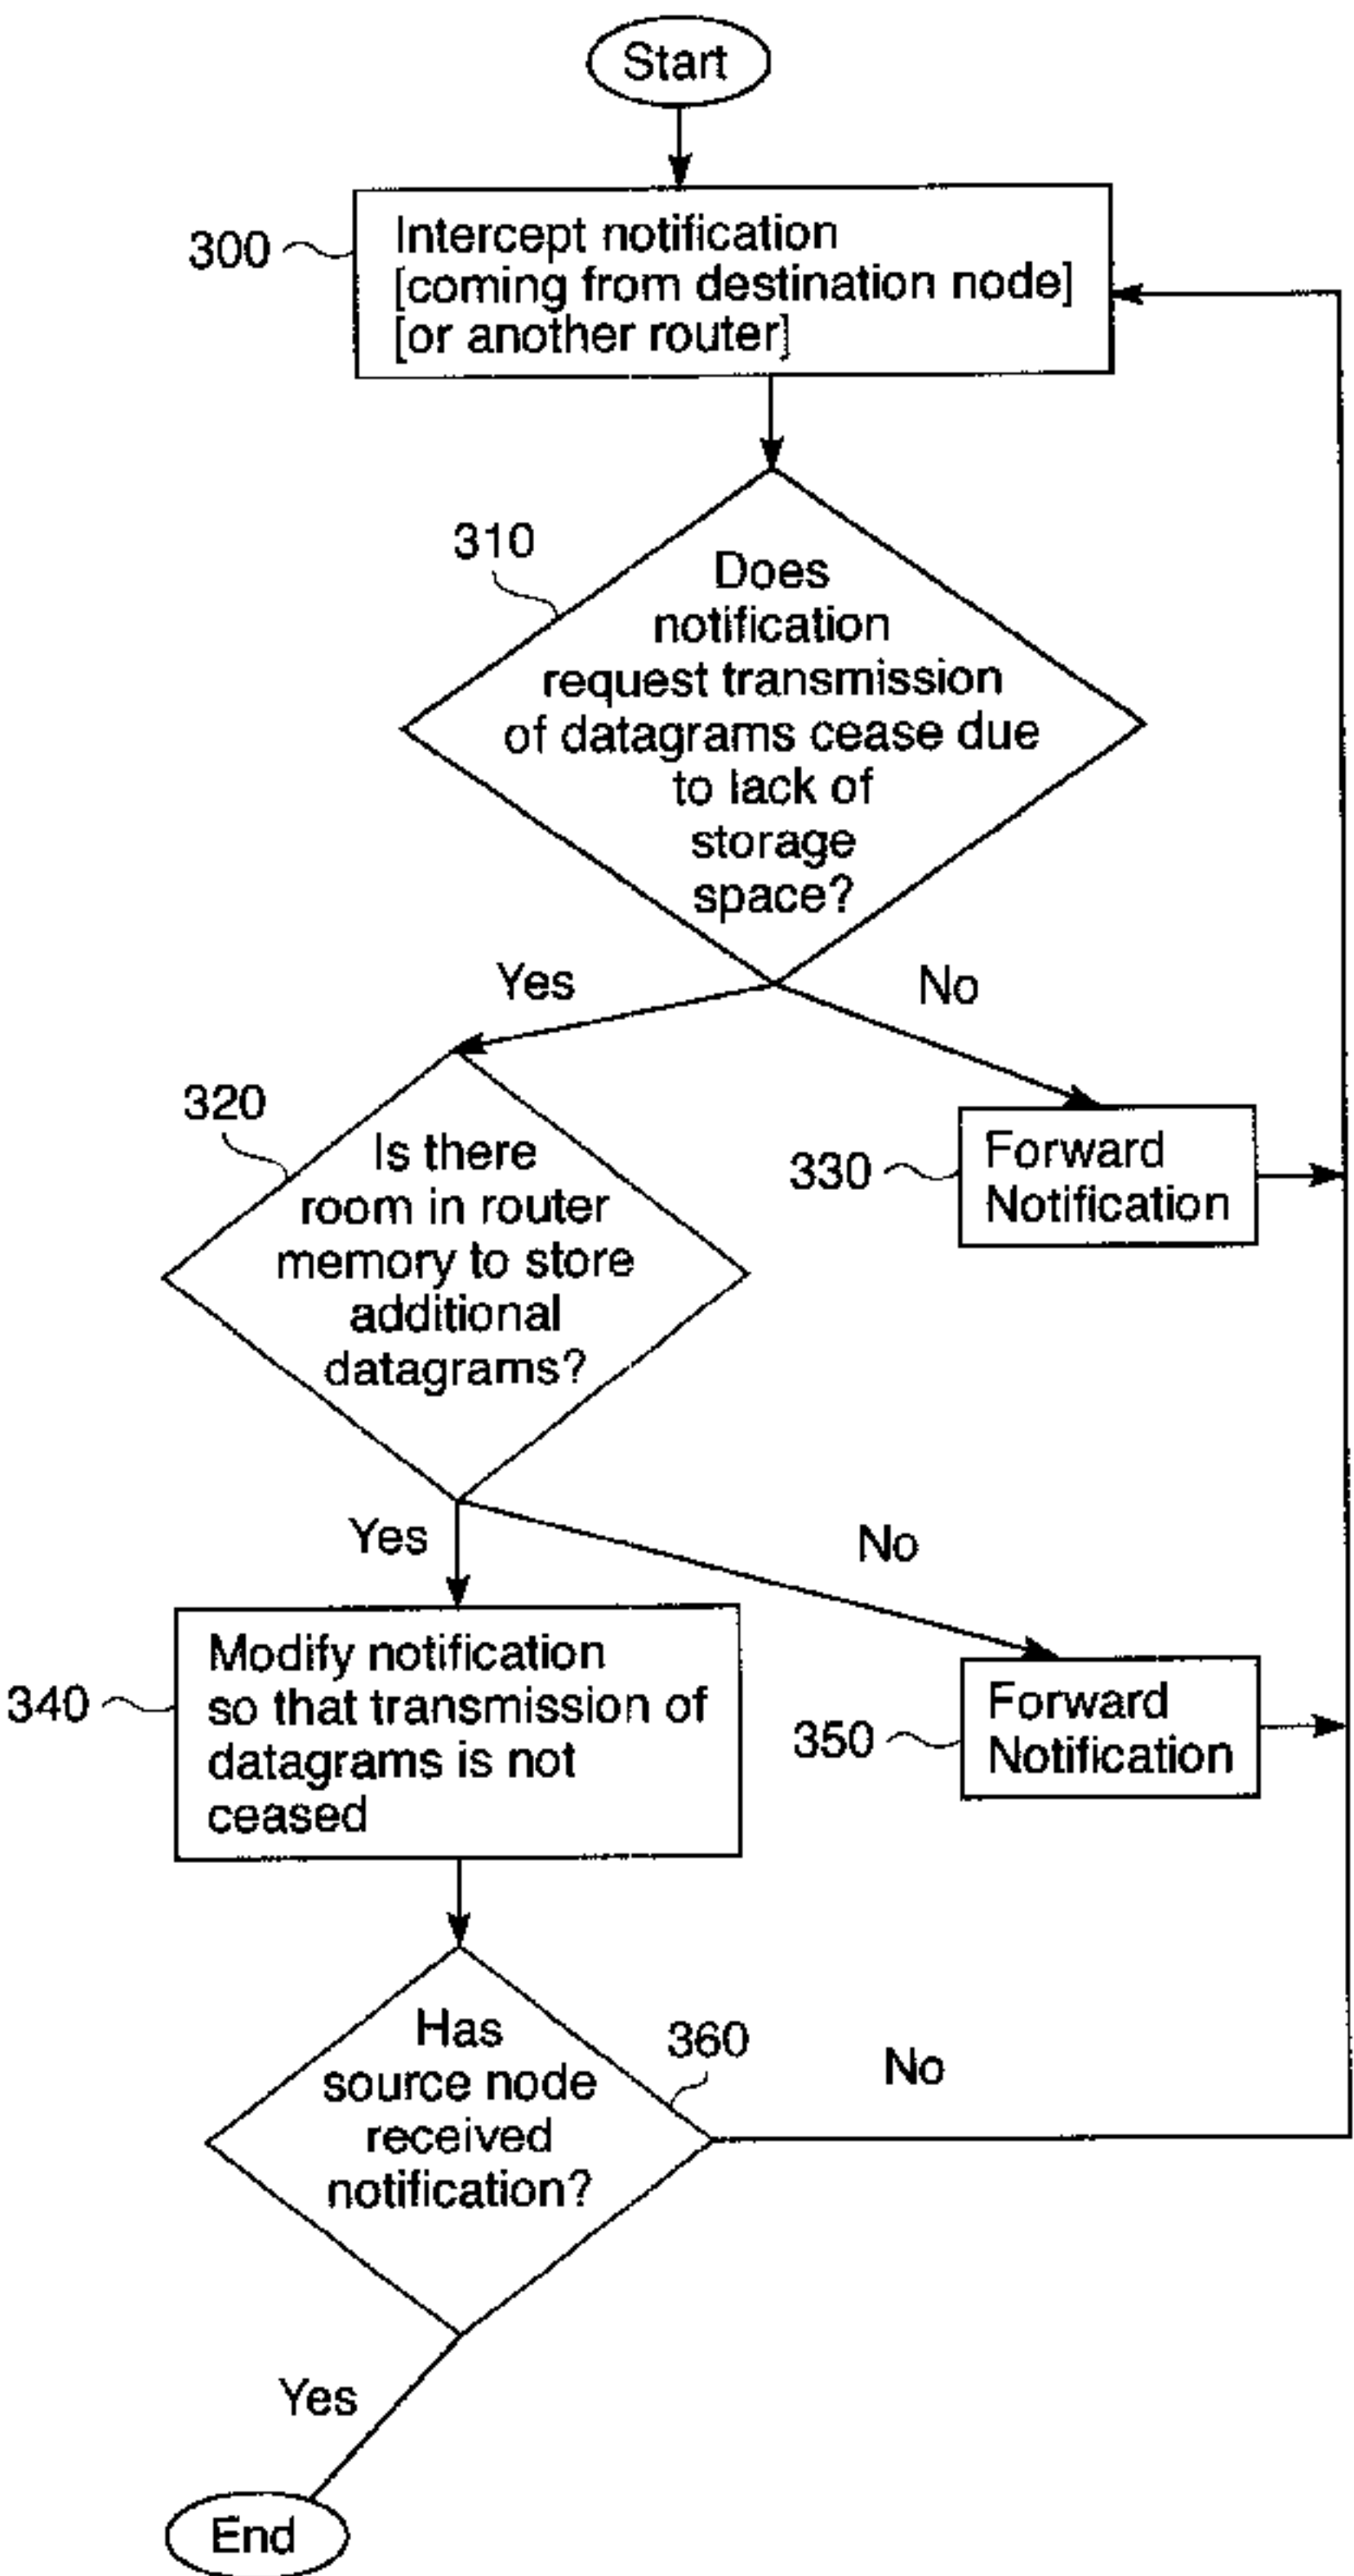 Start
300
Intercept notification
[coming from destination node]
[or another router]
310
Does
notification
request transmission
of datagrams cease due
to lack of
storage
space?
Yes
No
320
Is there
room in router
memory to store
additional
datagrams?
330
Forward
Notification
Yes
No
340
Modify notification
so that transmission of
datagrams is not
ceased
350
Forward
Notification
Has
source node
received
notification?
360
No
Yes
End